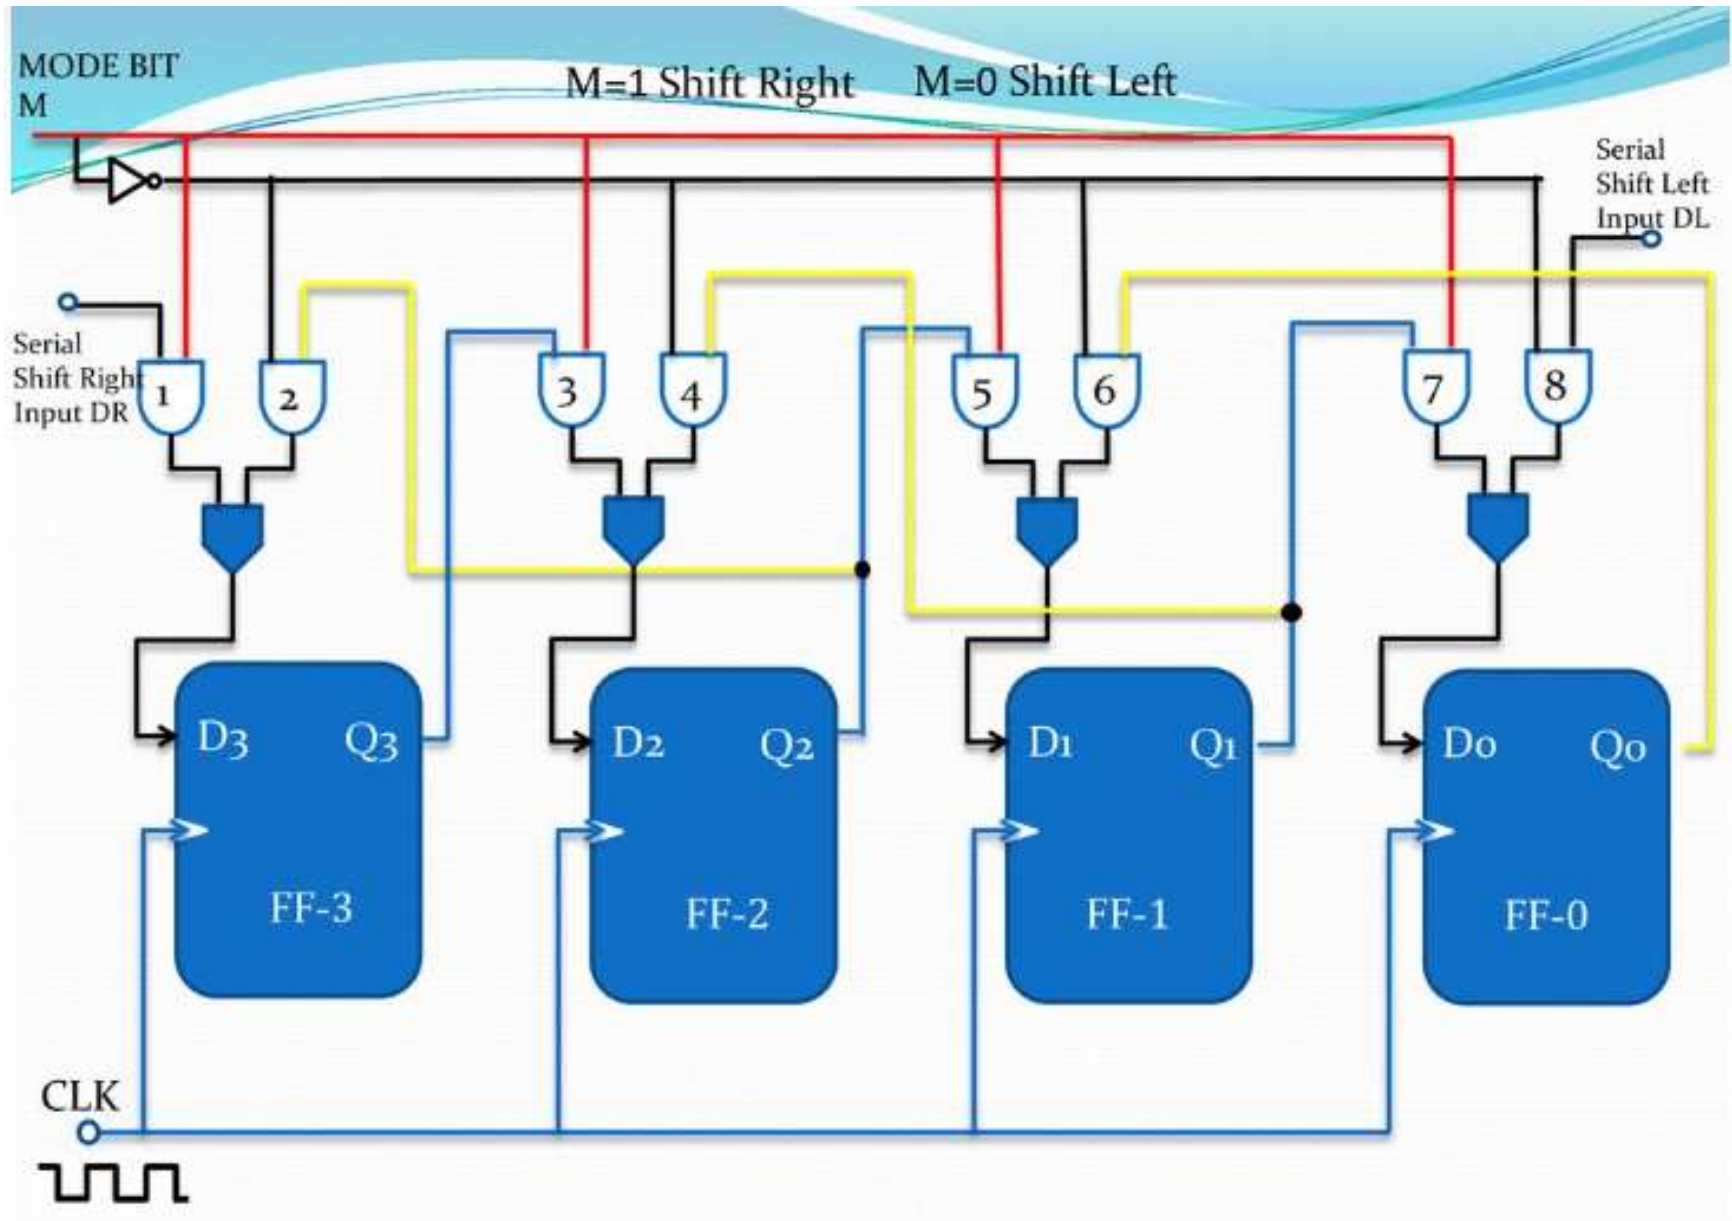 MODE BIT
M
M=1 Shift Right M=0 Shift Left
Serial
Shift Left
Input DL
Serial
Shift Right
Input DR
1
2
3
4
5
6
7
8
D3 Q3
D2 Q2
D1 Q1
D0 Q0
FF-3
FF-2
FF-1
FF-0
CLK